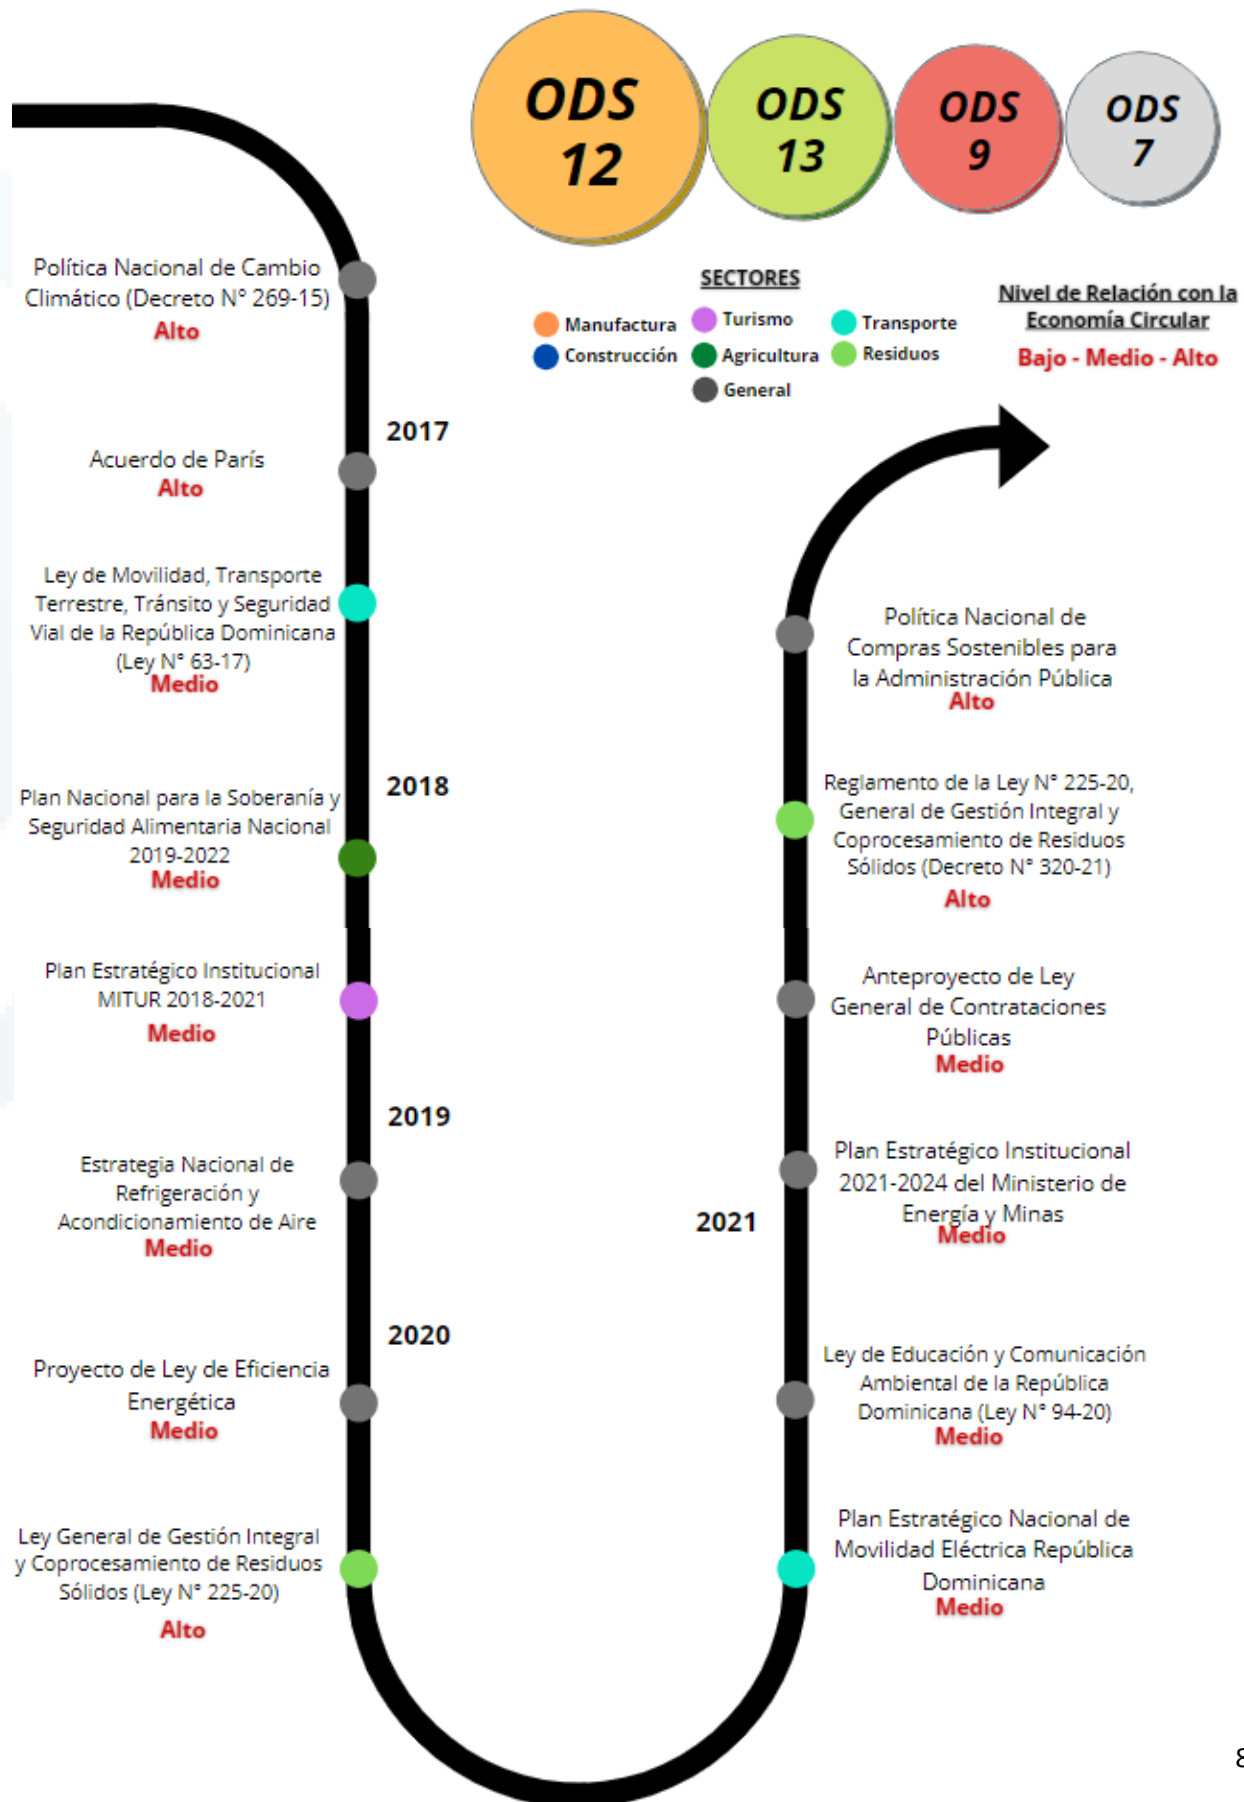 ODS
12
ODS
13
ODS
9
ODS
7
SECTORES
Manufactura
Turismo
Transporte
Construcción
Agricultura
Residuos
General
Nivel de Relación con la
Economía Circular
Bajo - Medio - Alto
Política Nacional de Cambio
Climático (Decreto N° 269-15)
Alto
2017
Acuerdo de París
Alto
Ley de Movilidad, Transporte
Terrestre, Tránsito y Seguridad
Vial de la República Dominicana
(Ley N° 63-17)
Medio
2018
Plan Nacional para la Soberanía y
Seguridad Alimentaria Nacional
2019-2022
Medio
Plan Estratégico Institucional
MITUR 2018-2021
Medio
2019
Estrategia Nacional de
Refrigeración y
Acondicionamiento de Aire
Medio
2020
Proyecto de Ley de Eficiencia
Energética
Medio
Ley General de Gestión Integral
y Coprocesamiento de Residuos
Sólidos (Ley N° 225-20)
Alto
Política Nacional de
Compras Sostenibles para
la Administración Pública
Alto
Reglamento de la Ley N° 225-20,
General de Gestión Integral y
Coprocesamiento de Residuos
Sólidos (Decreto N° 320-21)
Alto
Anteproyecto de Ley
General de Contrataciones
Públicas
Medio
Plan Estratégico Institucional
2021-2024 del Ministerio de
Energía y Minas
Medio
2021
Ley de Educación y Comunicación
Ambiental de la República
Dominicana (Ley N° 94-20)
Medio
Plan Estratégico Nacional de
Movilidad Eléctrica República
Dominicana
Medio
8